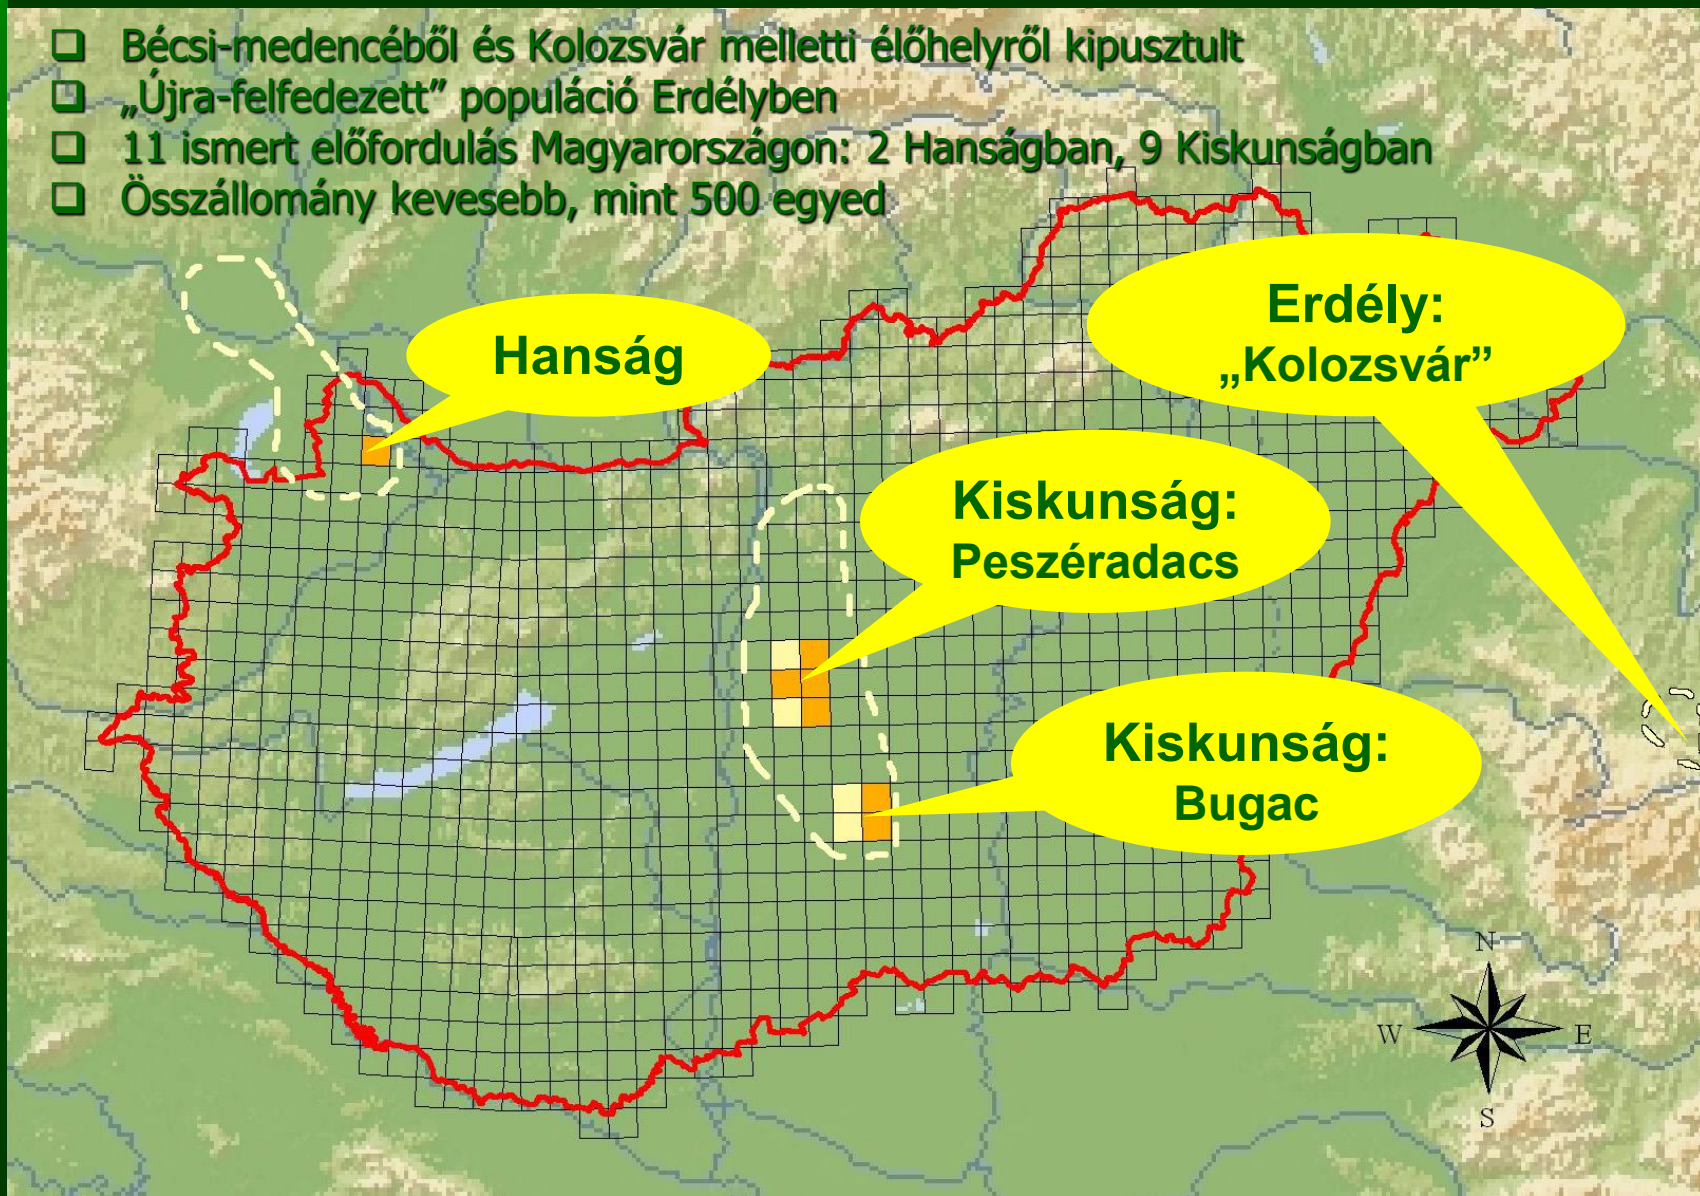 Bécsi-medencéből és Kolozsvár melletti élőhelyről kipusztult
„Újra-felfedezett” populáció Erdélyben
11 ismert előfordulás Magyarországon: 2 Hanságban, 9 Kiskunságban
Összállomány kevesebb, mint 500 egyed
Hanság
Erdély:
„Kolozsvár”
Kiskunság:
Peszéradacs
Kiskunság:
Bugac
N
W
E
S